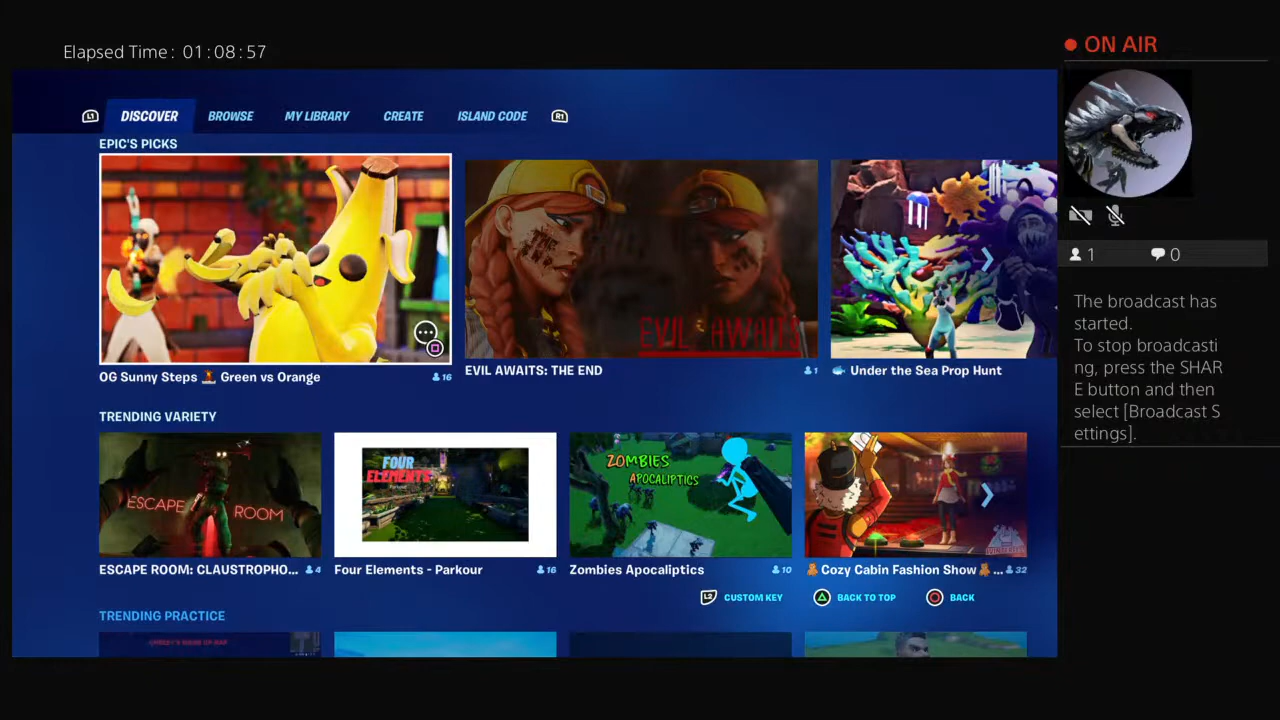 Elapsed Time: 01:08:57
ON AIR
L1
DISCOVER
BROWSE
MY LIBRARY
CREATE
ISLAND CODE
R1
EPIC'S PICKS
EVIL AWAITS
OG Sunny Steps Green vs Orange
16
EVIL AWAITS: THE END
1
Under the Sea Prop Hunt
1
0
The broadcast has
started.
To stop broadcasti
ng, press the SHAR
E button and then
select [Broadcast S
ettings].
TRENDING VARIETY
ESCAPE ROOM
FOUR
ELEMENTS
Parkour
ZOMBIES
APOCALIPTICS
ESCAPE ROOM: CLAUSTROPHO...
4
Four Elements - Parkour
16
Zombies Apocaliptics
10
Cozy Cabin Fashion Show ...
32
L2
CUSTOM KEY
BACK TO TOP
BACK
TRENDING PRACTICE